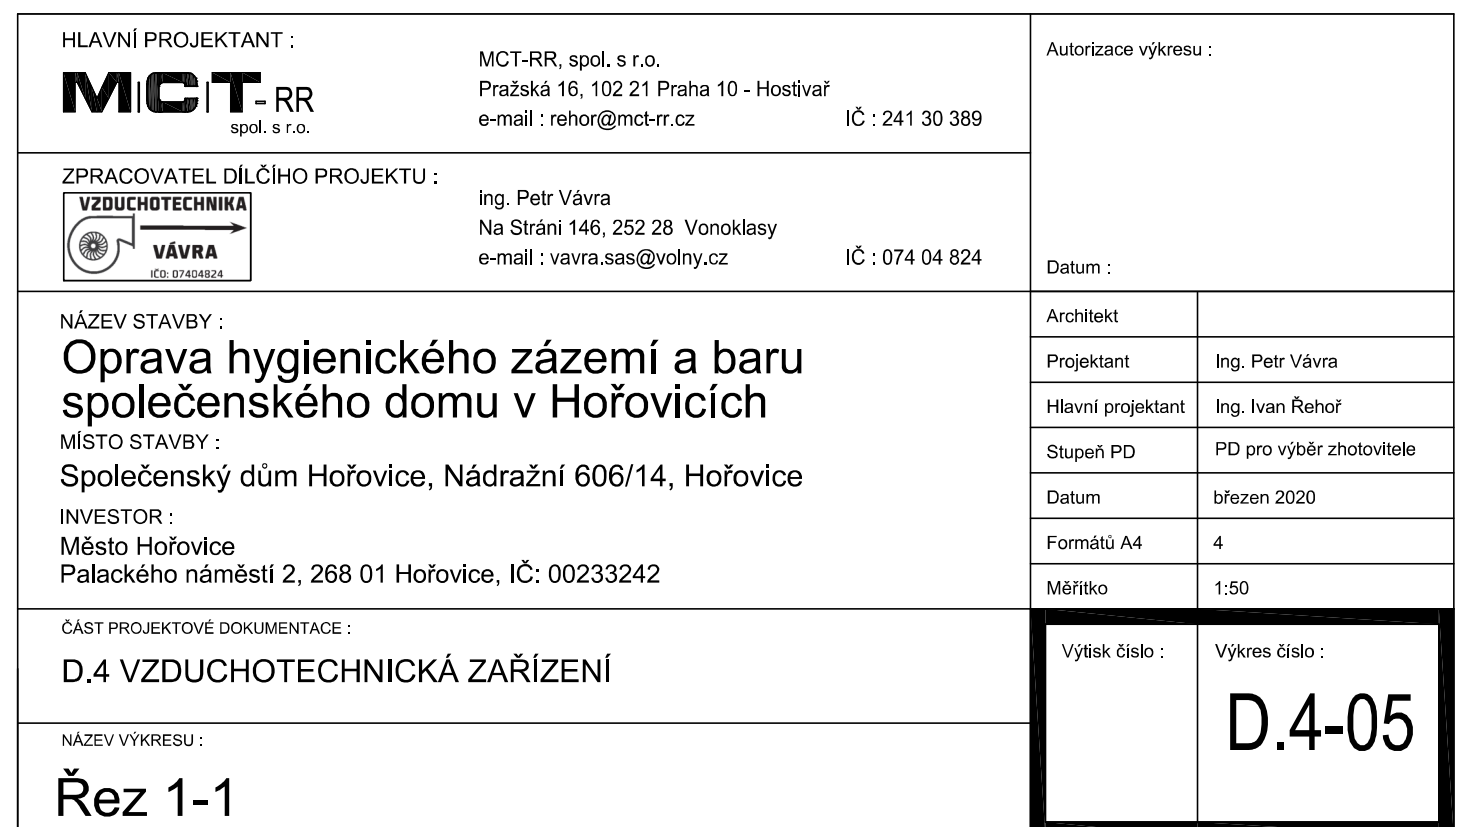 HLAVNÍ PROJEKTANT :
MCT-RR
spol. s r.o.
MCT-RR, spol. s r.o.
Pražská 16, 102 21 Praha 10 - Hostivař
e-mail : rehor@mct-rr.cz IČ : 241 30 389
Autorizace výkresu :
Datum :
ZPRACOVATEL DÍLČÍHO PROJEKTU :
VZDUCHOTECHNIKA
VÁVRA
IČO: 07404824
ing. Petr Vávra
Na Stráni 146, 252 28 Vonoklasy
e-mail : vavra.sas@volny.cz IČ : 074 04 824
NÁZEV STAVBY :
Oprava hygienického zázemí a baru
společenského domu v Hořovicích
MÍSTO STAVBY :
Společenský dům Hořovice, Nádražní 606/14, Hořovice
INVESTOR :
Město Hořovice
Palackého náměstí 2, 268 01 Hořovice, IČ: 00233242
Architekt
Projektant Ing. Petr Vávra
Hlavní projektant Ing. Ivan Řehoř
Stupeň PD PD pro výběr zhotovitele
Datum březen 2020
Formátů A4 4
Měřítko 1:50
ČÁST PROJEKTOVÉ DOKUMENTACE :
D.4 VZDUCHOTECHNICKÁ ZAŘÍZENÍ
NÁZEV VÝKRESU :
Řez 1-1
Výtisk číslo :
Výkres číslo :
D.4-05